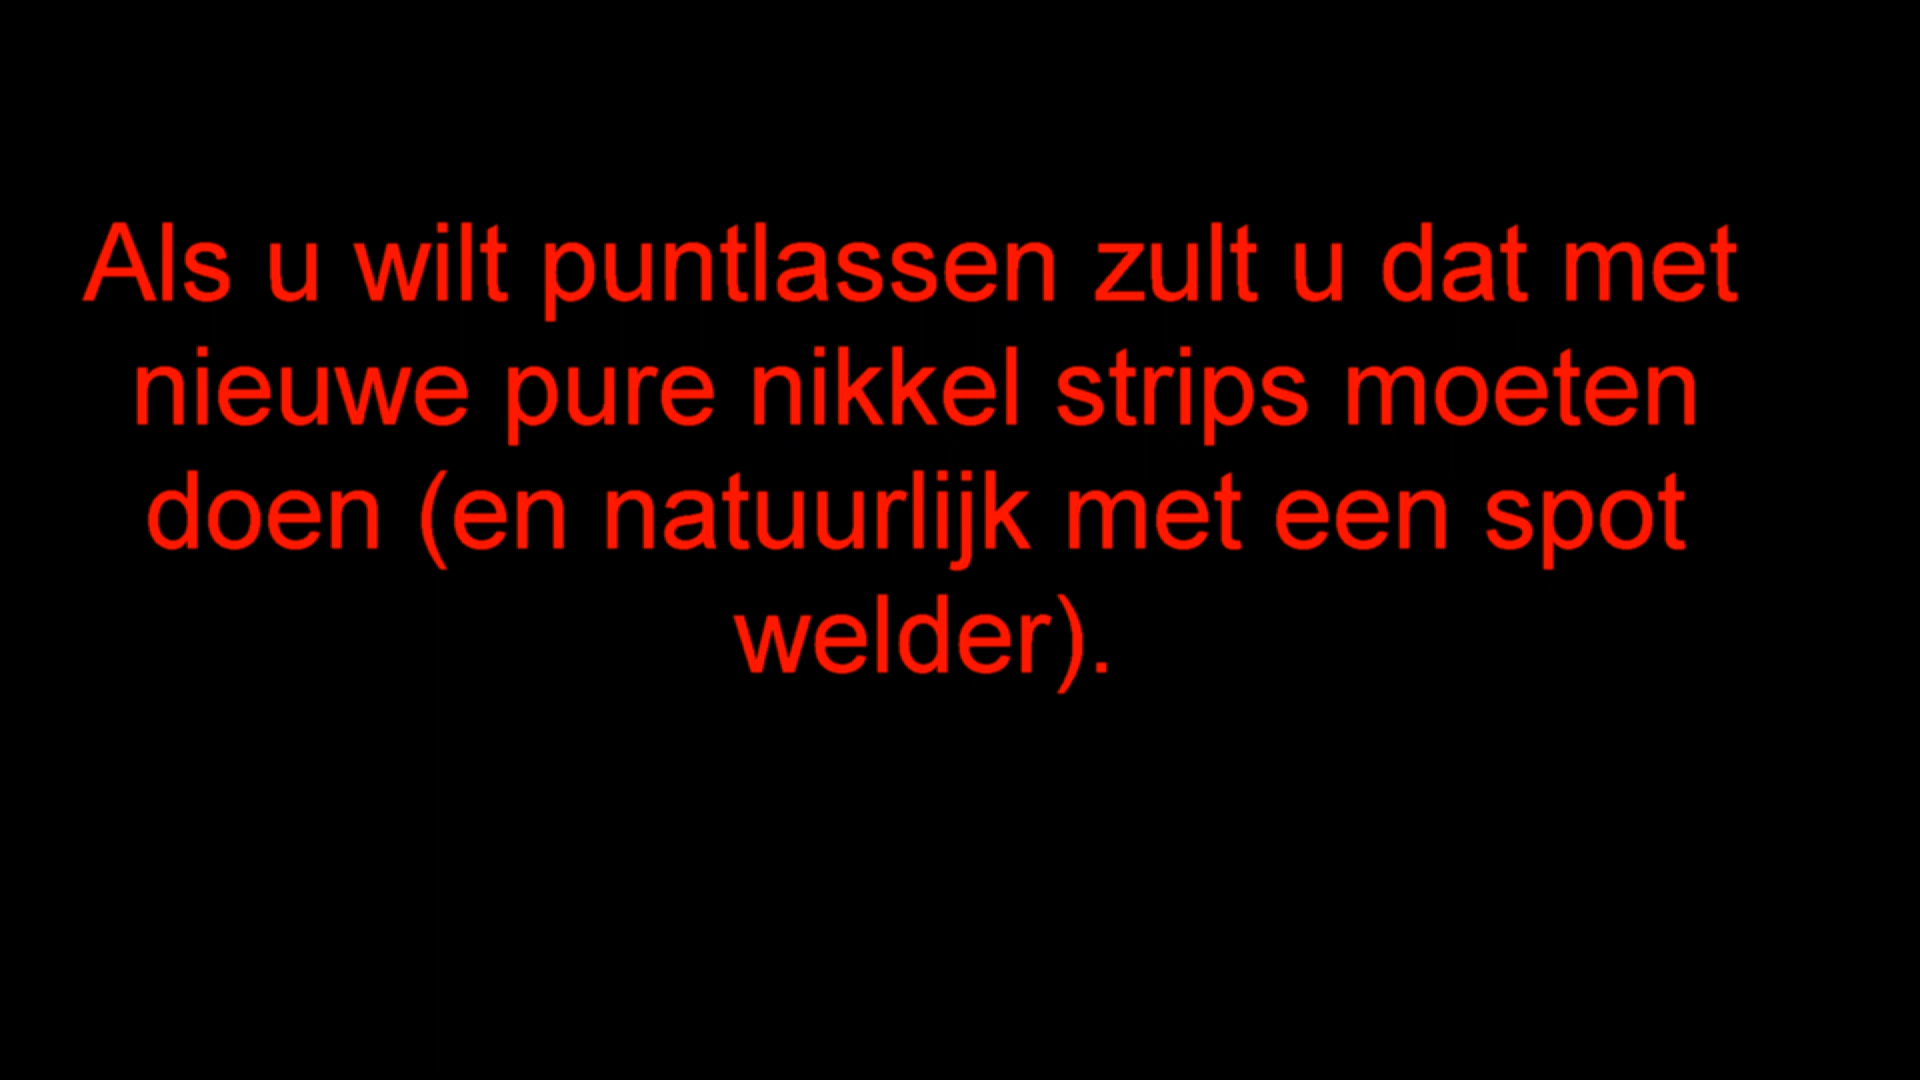 Als u wilt puntlassen zult u dat met
nieuwe pure nikkel strips moeten
doen (en natuurlijk met een spot
welder).